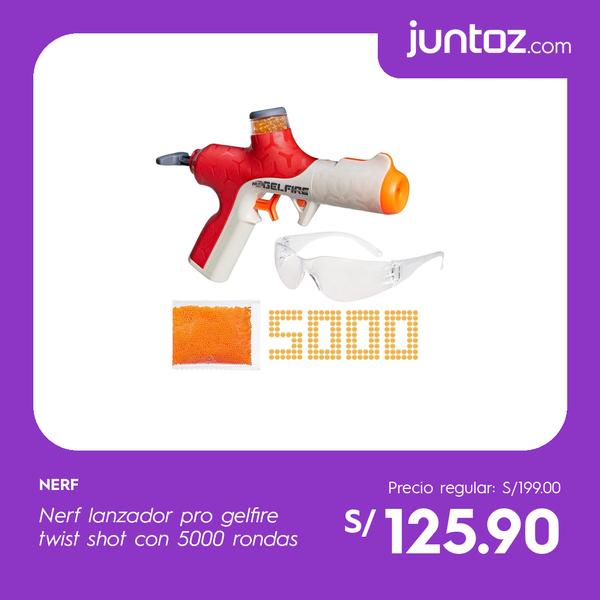 juntoz.com
GELFIRE
5000
NERF
Precio regular: S/199.00
Nerf lanzador pro gelfire
twist shot con 5000 rondas
S/125.90